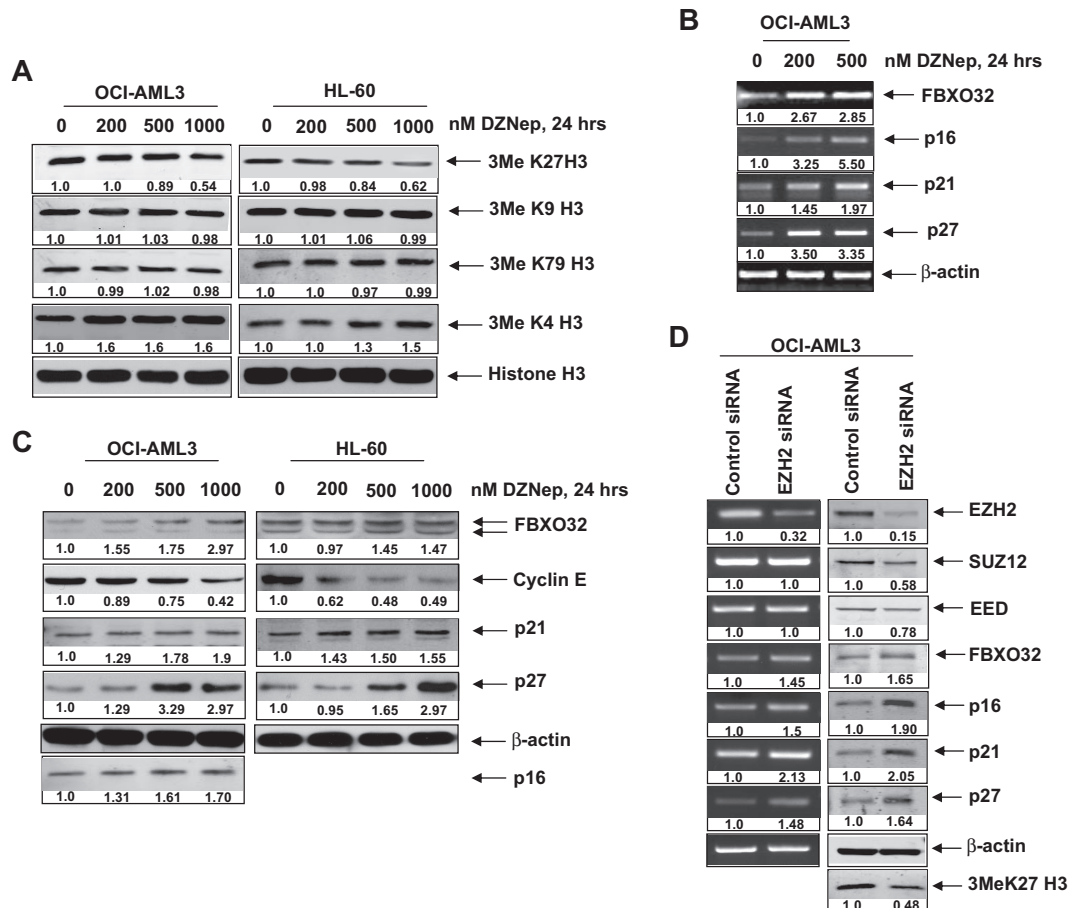 A
OCI-AML3
HL-60
0 200 500 1000 0 200 500 1000 nM DZNep, 24 hrs
3Me K27H3
1.0 1.0 0.89 0.54 1.0 0.98 0.84 0.62
3Me K9 H3
1.0 1.01 1.03 0.98 1.0 1.01 1.06 0.99
3Me K79 H3
1.0 0.99 1.02 0.98 1.0 1.0 0.97 0.99
3Me K4 H3
1.0 1.6 1.6 1.6 1.0 1.0 1.3 1.5
Histone H3
B
OCI-AML3
0 200 500 nM DZNep, 24 hrs
FBXO32
1.0 2.67 2.85
p16
1.0 3.25 5.50
p21
1.0 1.45 1.97
p27
1.0 3.50 3.35
β-actin
C
OCI-AML3
HL-60
0 200 500 1000 0 200 500 1000 nM DZNep, 24 hrs
FBXO32
1.0 1.55 1.75 2.97 1.0 0.97 1.45 1.47
Cyclin E
1.0 0.89 0.75 0.42 1.0 0.62 0.48 0.49
p21
1.0 1.29 1.78 1.9 1.0 1.43 1.50 1.55
p27
1.0 1.29 3.29 2.97 1.0 0.95 1.65 2.97
β-actin
p16
1.0 1.31 1.61 1.70
D
OCI-AML3
Control siRNA
EZH2 siRNA
Control siRNA
EZH2 siRNA
EZH2
1.0 0.32 1.0 0.15
SUZ12
1.0 1.0 1.0 0.58
EED
1.0 1.0 1.0 0.78
FBXO32
1.0 1.45 1.0 1.65
p16
1.0 1.5 1.0 1.90
p21
1.0 2.13 1.0 2.05
p27
1.0 1.48 1.0 1.64
β-actin
3MeK27 H3
1.0 0.48